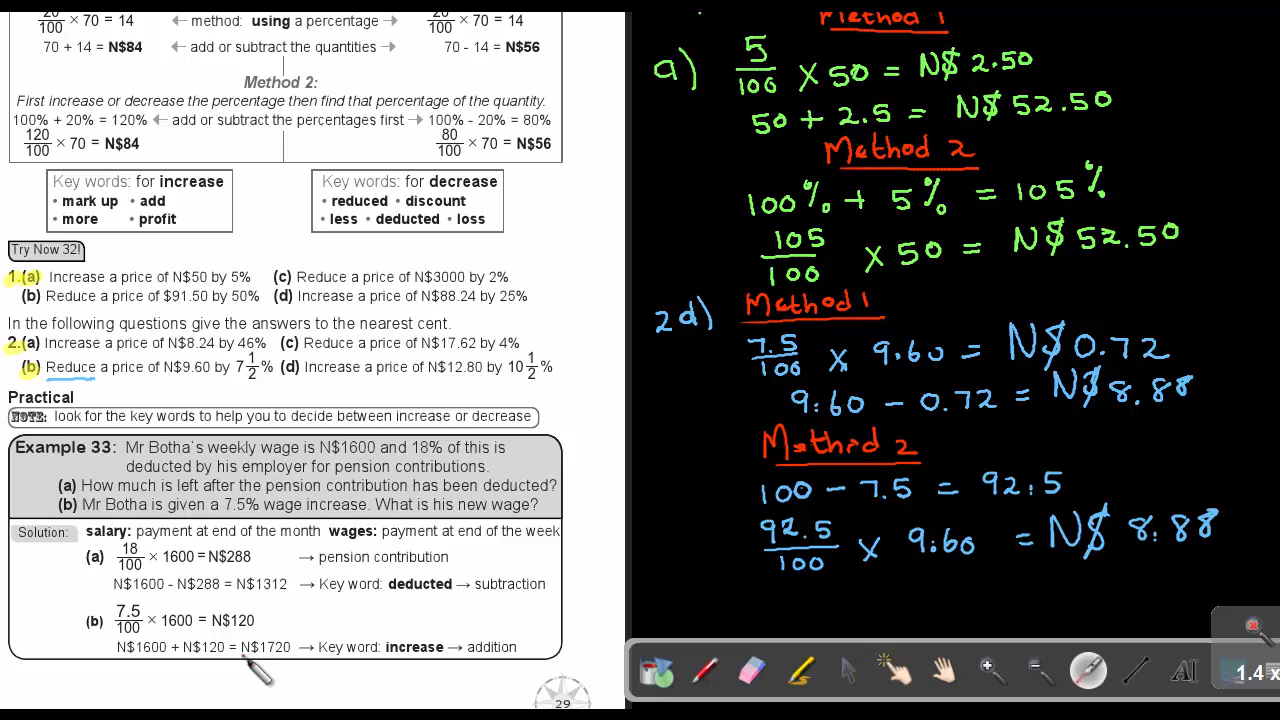 20/100 × 70 = 14 ← method: using a percentage → 20/100 × 70 = 14
70 + 14 = N$84 ← add or subtract the quantities → 70 - 14 = N$56
Method 2:
First increase or decrease the percentage then find that percentage of the quantity.
100% + 20% = 120% ← add or subtract the percentages first → 100% - 20% = 80%
120/100 × 70 = N$84 80/100 × 70 = N$56
Key words: for increase
• mark up • add
• more • profit
Key words: for decrease
• reduced • discount
• less • deducted • loss
Try Now 32!
1.(a) Increase a price of N$50 by 5% (c) Reduce a price of N$3000 by 2%
(b) Reduce a price of $91.50 by 50% (d) Increase a price of N$88.24 by 25%
In the following questions give the answers to the nearest cent.
2.(a) Increase a price of N$8.24 by 46% (c) Reduce a price of N$17.62 by 4%
(b) Reduce a price of N$9.60 by 7 1/2 % (d) Increase a price of N$12.80 by 10 1/2 %
Practical
NOTE: look for the key words to help you to decide between increase or decrease
Example 33: Mr Botha`s weekly wage is N$1600 and 18% of this is
deducted by his employer for pension contributions.
(a) How much is left after the pension contribution has been deducted?
(b) Mr Botha is given a 7.5% wage increase. What is his new wage?
Solution: salary: payment at end of the month wages: payment at end of the week
(a) 18/100 × 1600 = N$288 → pension contribution
N$1600 - N$288 = N$1312 → Key word: deducted → subtraction
(b) 7.5/100 × 1600 = N$120
N$1600 + N$120 = N$1720 → Key word: increase → addition
29
Method 1
a) 5/100 × 50 = N$2.50
50 + 2.5 = N$52.50
Method 2
100% + 5% = 105%
105/100 × 50 = N$52.50
2d) Method 1
7.5/100 × 9.60 = N$0.72
9.60 - 0.72 = N$8.88
Method 2
100 - 7.5 = 92.5
92.5/100 × 9.60 = N$8.88
AI
1.4 x